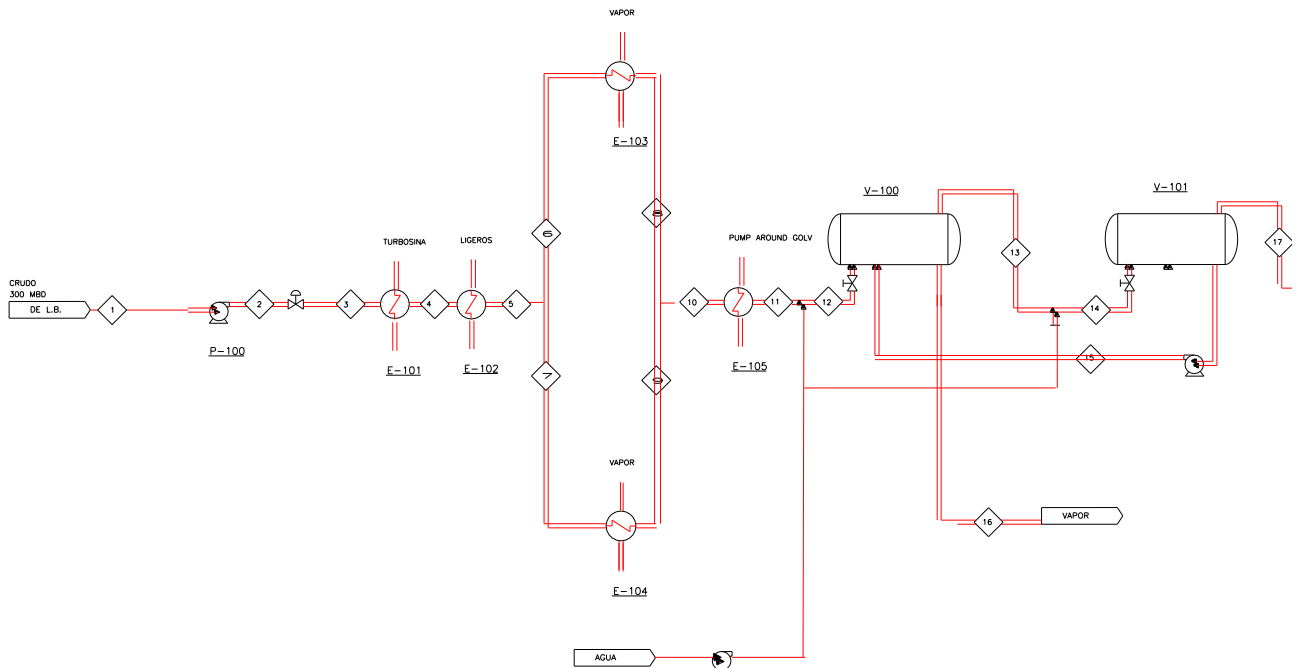 VAPOR
E-103
V-100
V-101
8
6
TURBOSINA
LIGEROS
PUMP AROUND GOLV
13
17
CRUDO
300 MBD
DE L.B.
1
2
3
4
5
10
11
12
14
P-100
E-101
E-102
E-105
15
7
9
VAPOR
16
VAPOR
E-104
AGUA